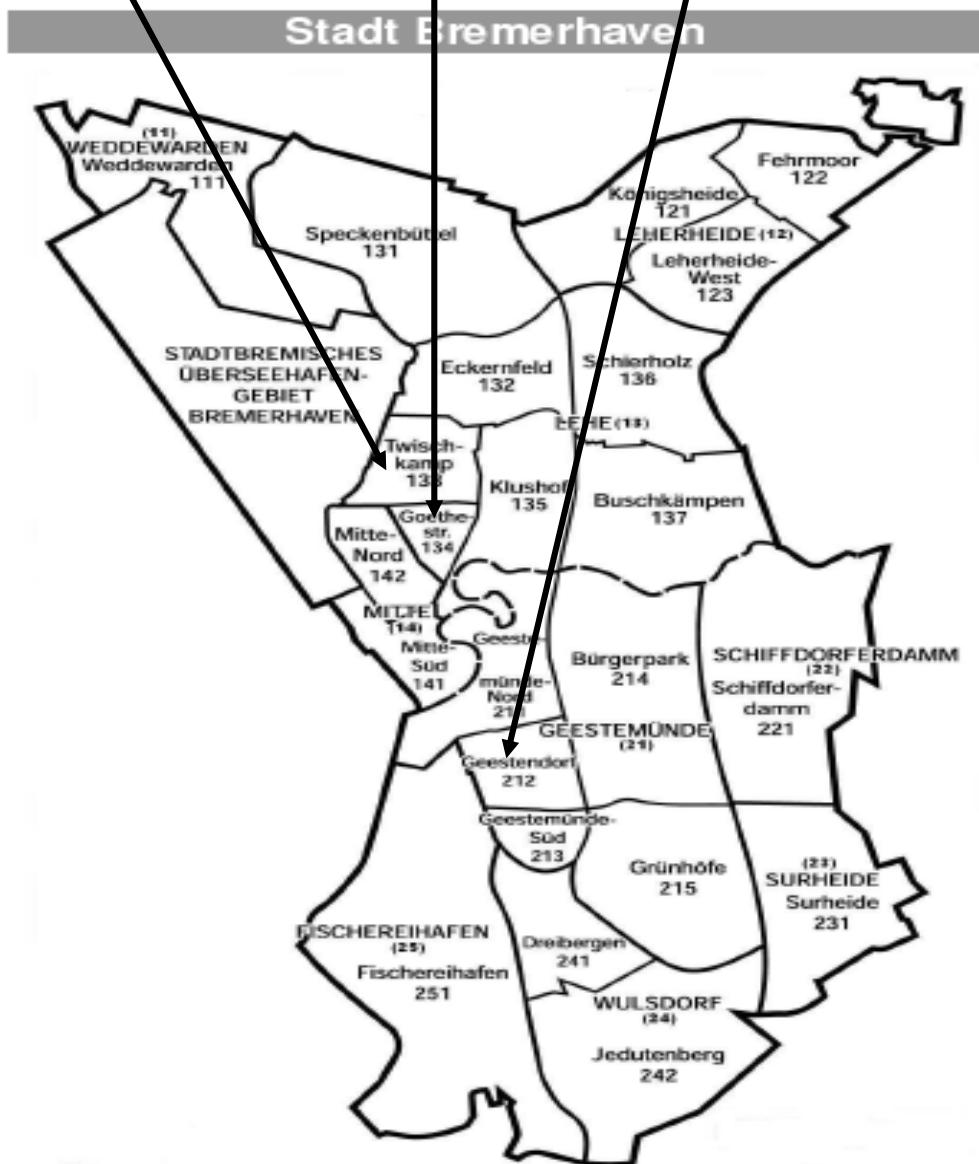 Stadt Bremerhaven
(11)
WEDDEWARDEN
Weddewarden
111
Fehrmoor
122
Königsheide
121
LEHERHEIDE (12)
Leherheide-
West
123
Speckenbüttel
131
STADTBREMISCHES
ÜBERSEEHAFEN-
GEBIET
BREMERHAVEN
Eckernfeld
132
Schierholz
136
LEHE (13)
Twisch-
kamp
133
Klushof
135
Buschkämpen
137
Goethe-
str.
134
Mitte-
Nord
142
MITTE
(14)
Mitte-
Süd
141
Geeste-
münde-
Nord
211
Bürgerpark
214
SCHIFFDORFERDAMM
(22)
Schiffdorfer-
damm
221
GEESTEMÜNDE
(21)
Geestendorf
212
Geestemünde-
Süd
213
Grünhöfe
215
(23)
SURHEIDE
Surheide
231
FISCHEREIHAFEN
(25)
Fischereihafen
251
Dreibergen
241
WULSDORF
(24)
Jedutenberg
242